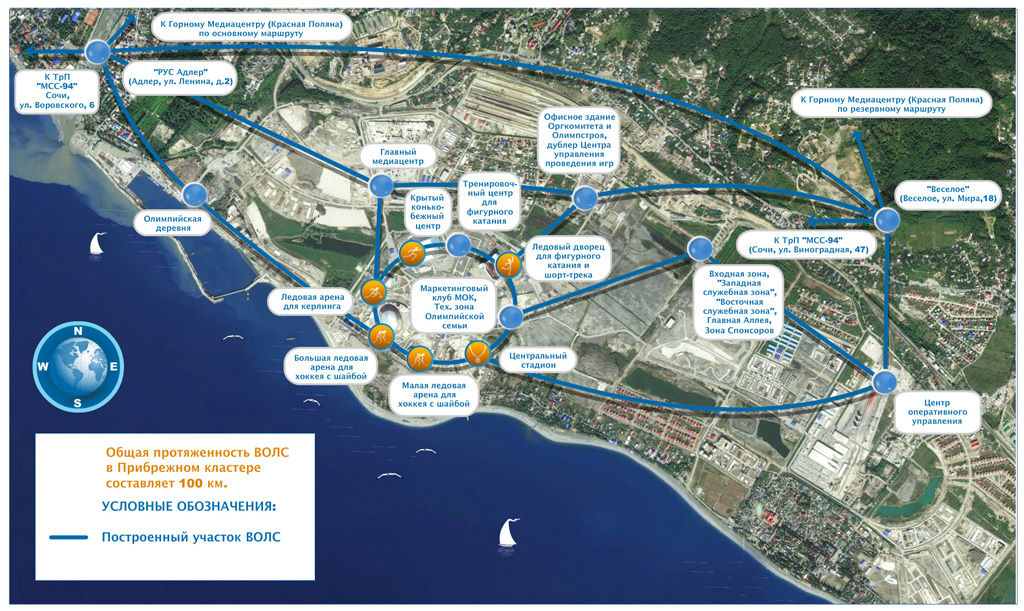 К Горному Медиацентру (Красная Поляна)
по основному маршруту
К ТрП
"МСС-94"
Сочи,
ул. Воровского, 6
"РУС Адлер"
(Адлер, ул. Ленина, д.2)
К Горному Медиацентру (Красная Поляна)
по резервному маршруту
Офисное здание
Оргкомитета и
Олимпстроя,
дублер Центра
управления
проведения игр
Главный
медиацентр
Крытый
конько-
бежный
центр
Тренировоч-
ный центр
для
фигурного
катания
"Веселое"
(Веселое, ул. Мира,18)
Олимпийская
деревня
К ТрП "МСС-94"
(Сочи, ул. Виноградная, 47)
Ледовый дворец
для фигурного
катания и
шорт-трека
Ледовая арена
для керлинга
Маркетинговый
клуб МОК,
Тех. зона
Олимпийской
семьи
Входная зона,
"Западная
служебная зона",
"Восточная
служебная зона",
Главная Аллея,
Зона Спонсоров
Большая ледовая
арена для
хоккея с шайбой
Малая ледовая
арена для
хоккея с шайбой
Центральный
стадион
Центр
оперативного
управления
N
W
E
S
Общая протяженность ВОЛС
в Прибрежном кластере
составляет 100 км.
УСЛОВНЫЕ ОБОЗНАЧЕНИЯ:
Построенный участок ВОЛС